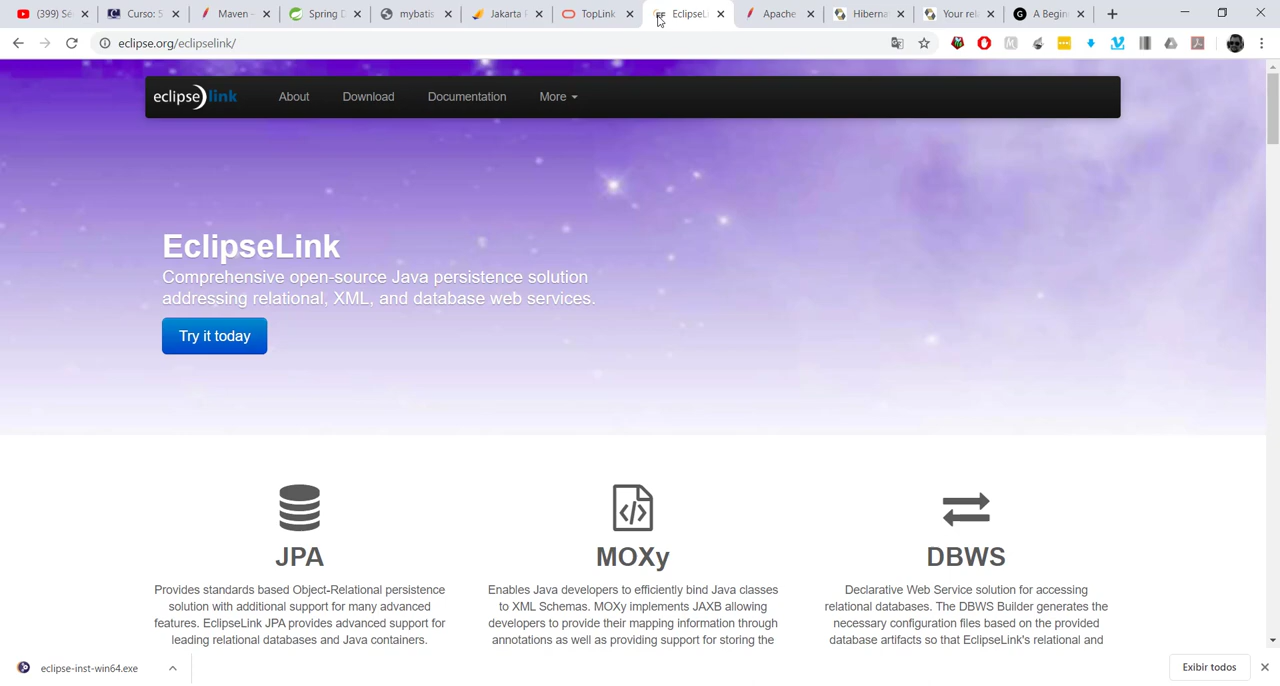 (399) Sé
Curso: 5
Maven –
Spring D
mybatis
Jakarta P
TopLink
EclipseLi
Apache
Hiberna
Your rel
A Begin
eclipse.org/eclipselink/
eclipse link
About
Download
Documentation
More
EclipseLink
Comprehensive open-source Java persistence solution
addressing relational, XML, and database web services.
Try it today
JPA
Provides standards based Object-Relational persistence
solution with additional support for many advanced
features. EclipseLink JPA provides advanced support for
leading relational databases and Java containers.
MOXy
Enables Java developers to efficiently bind Java classes
to XML Schemas. MOXy implements JAXB allowing
developers to provide their mapping information through
annotations as well as providing support for storing the
DBWS
Declarative Web Service solution for accessing
relational databases. The DBWS Builder generates the
necessary configuration files based on the provided
database artifacts so that EclipseLink's relational and
eclipse-inst-win64.exe
Exibir todos